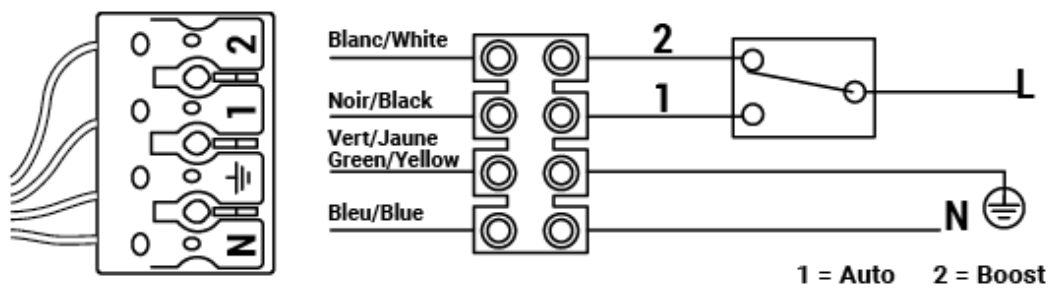 2
1
N
Blanc/White
2
Noir/Black
1
L
Vert/Jaune
Green/Yellow
Bleu/Blue
N
1 = Auto 2 = Boost